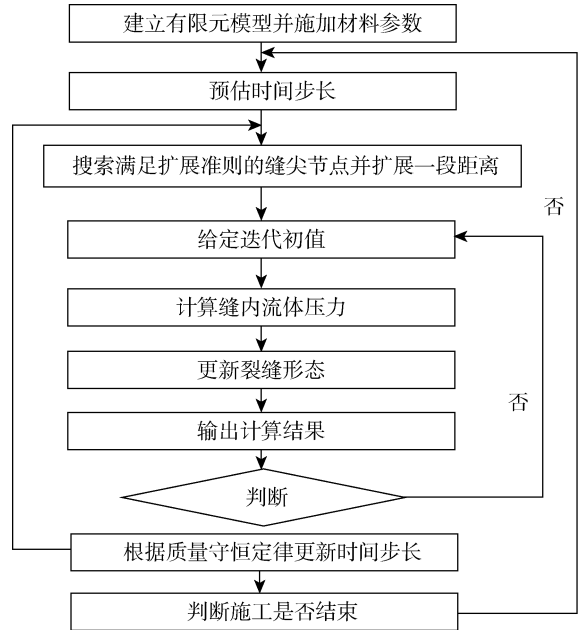 建立有限元模型并施加材料参数
预估时间步长
搜索满足扩展准则的缝尖节点并扩展一段距离
否
给定迭代初值
计算缝内流体压力
更新裂缝形态
否
输出计算结果
判断
根据质量守恒定律更新时间步长
判断施工是否结束